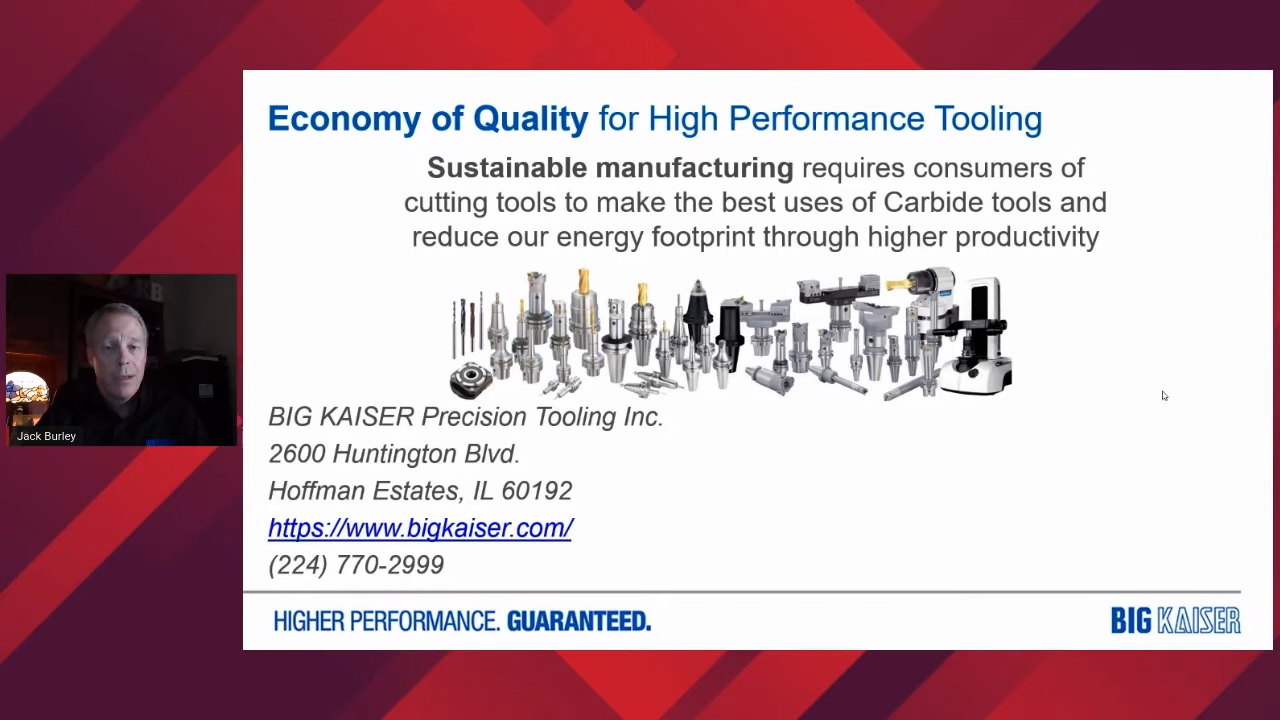 Economy of Quality for High Performance Tooling
Sustainable manufacturing requires consumers of
cutting tools to make the best uses of Carbide tools and
reduce our energy footprint through higher productivity
BIG KAISER Precision Tooling Inc.
2600 Huntington Blvd.
Hoffman Estates, IL 60192
https://www.bigkaiser.com/
(224) 770-2999
HIGHER PERFORMANCE. GUARANTEED.
BIG KAISER
Jack Burley